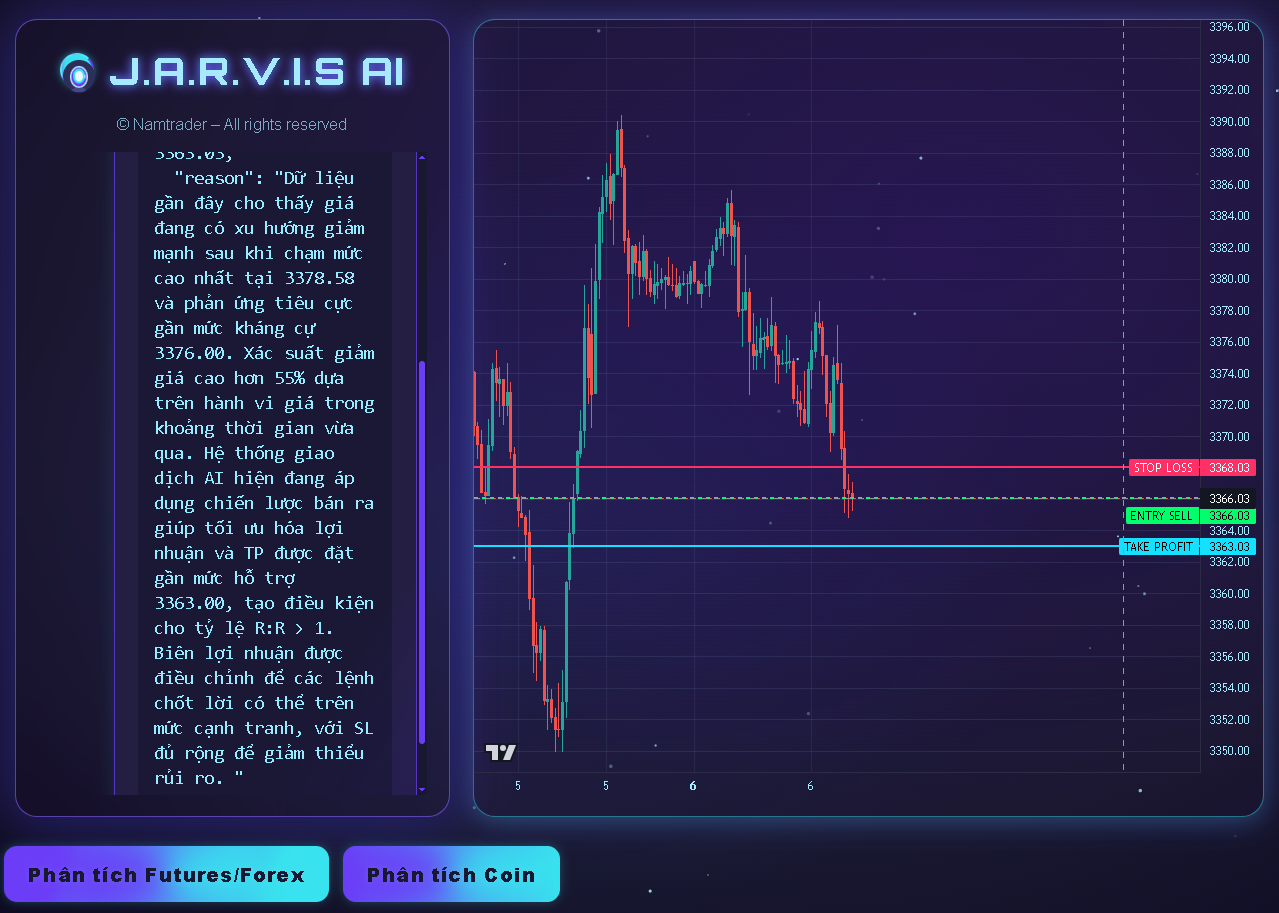 J.A.R.V.I.S AI
© Namtrader – All rights reserved
3363.03,
"reason": "Dữ liệu
gần đây cho thấy giá
đang có xu hướng giảm
mạnh sau khi chạm mức
cao nhất tại 3378.58
và phản ứng tiêu cực
gần mức kháng cự
3376.00. Xác suất giảm
giá cao hơn 55% dựa
trên hành vi giá trong
khoảng thời gian vừa
qua. Hệ thống giao
dịch AI hiện đang áp
dụng chiến lược bán ra
giúp tối ưu hóa lợi
nhuận và TP được đặt
gần mức hỗ trợ
3363.00, tạo điều kiện
cho tỷ lệ R:R > 1.
Biên lợi nhuận được
điều chỉnh để các lệnh
chốt lời có thể trên
mức cạnh tranh, với SL
đủ rộng để giảm thiểu
rủi ro. "
3396.00
3394.00
3392.00
3390.00
3388.00
3386.00
3384.00
3382.00
3380.00
3378.00
3376.00
3374.00
3372.00
3370.00
STOP LOSS 3368.03
3366.03
ENTRY SELL 3366.03
3364.00
TAKE PROFIT 3363.03
3362.00
3360.00
3358.00
3356.00
3354.00
3352.00
3350.00
5 5 6 6
Phân tích Futures/Forex
Phân tích Coin